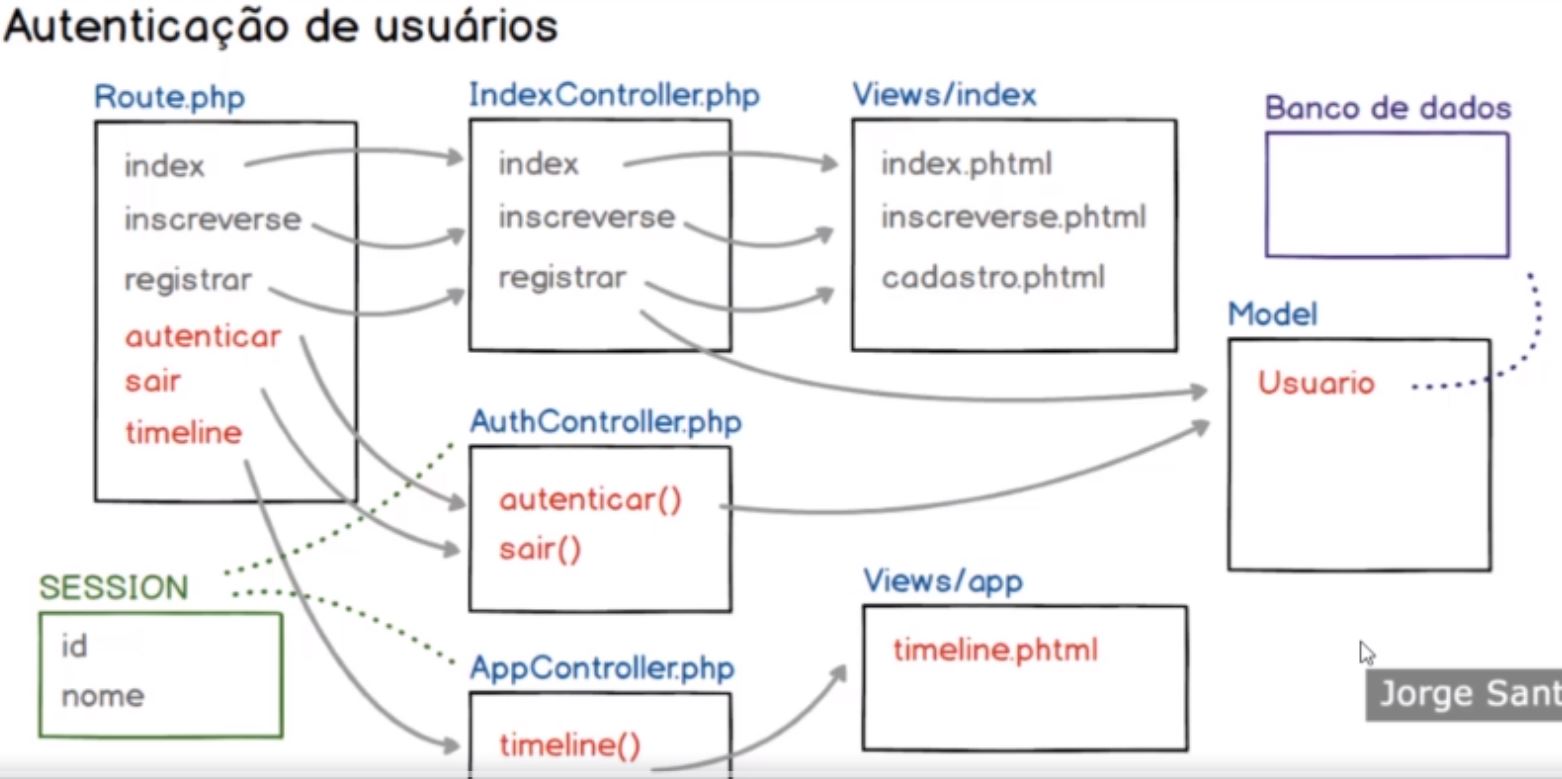 Autenticação de usuários
Route.php
index
inscreverse
registrar
autenticar
sair
timeline
IndexController.php
index
inscreverse
registrar
Views/index
index.phtml
inscreverse.phtml
cadastro.phtml
Banco de dados
Model
Usuario
AuthController.php
autenticar()
sair()
SESSION
id
nome
AppController.php
timeline()
Views/app
timeline.phtml
Jorge Sant